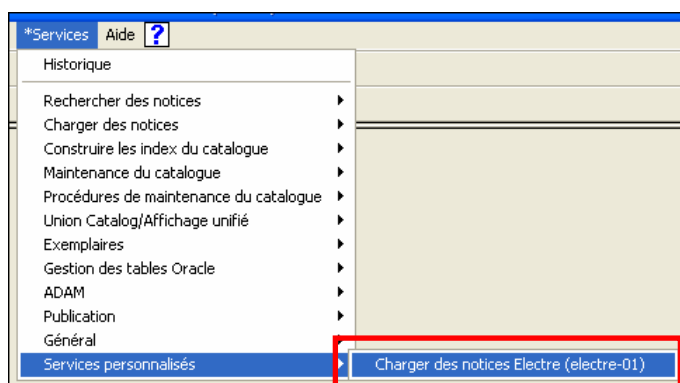 *Services Aide ?
Historique
Rechercher des notices
Charger des notices
Construire les index du catalogue
Maintenance du catalogue
Procédures de maintenance du catalogue
Union Catalog/Affichage unifié
Exemplaires
Gestion des tables Oracle
ADAM
Publication
Général
Services personnalisés Charger des notices Electre (electre-01)